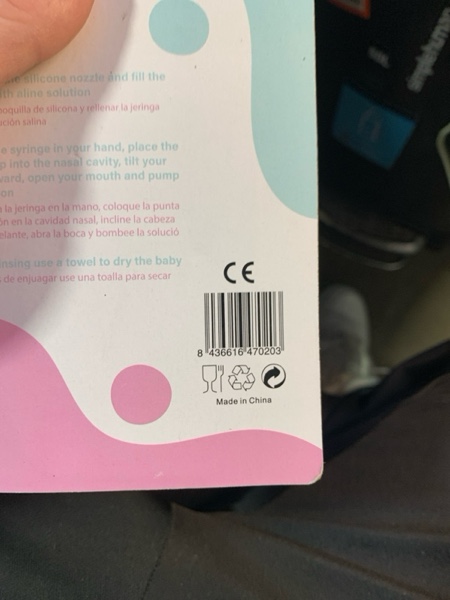 silicone nozzle and fill the
saline solution
boquilla de silicona y rellenar la jeringa
solución salina
syringe in your hand, place the
into the nasal cavity, tilt your
open your mouth and pump
la jeringa en la mano, coloque la punta
en la cavidad nasal, incline la cabeza
abra la boca y bombee la solució
use a towel to dry the baby
de enjuagar use una toalla para secar
CE
8 436616 470203
Made in China
simplehuman